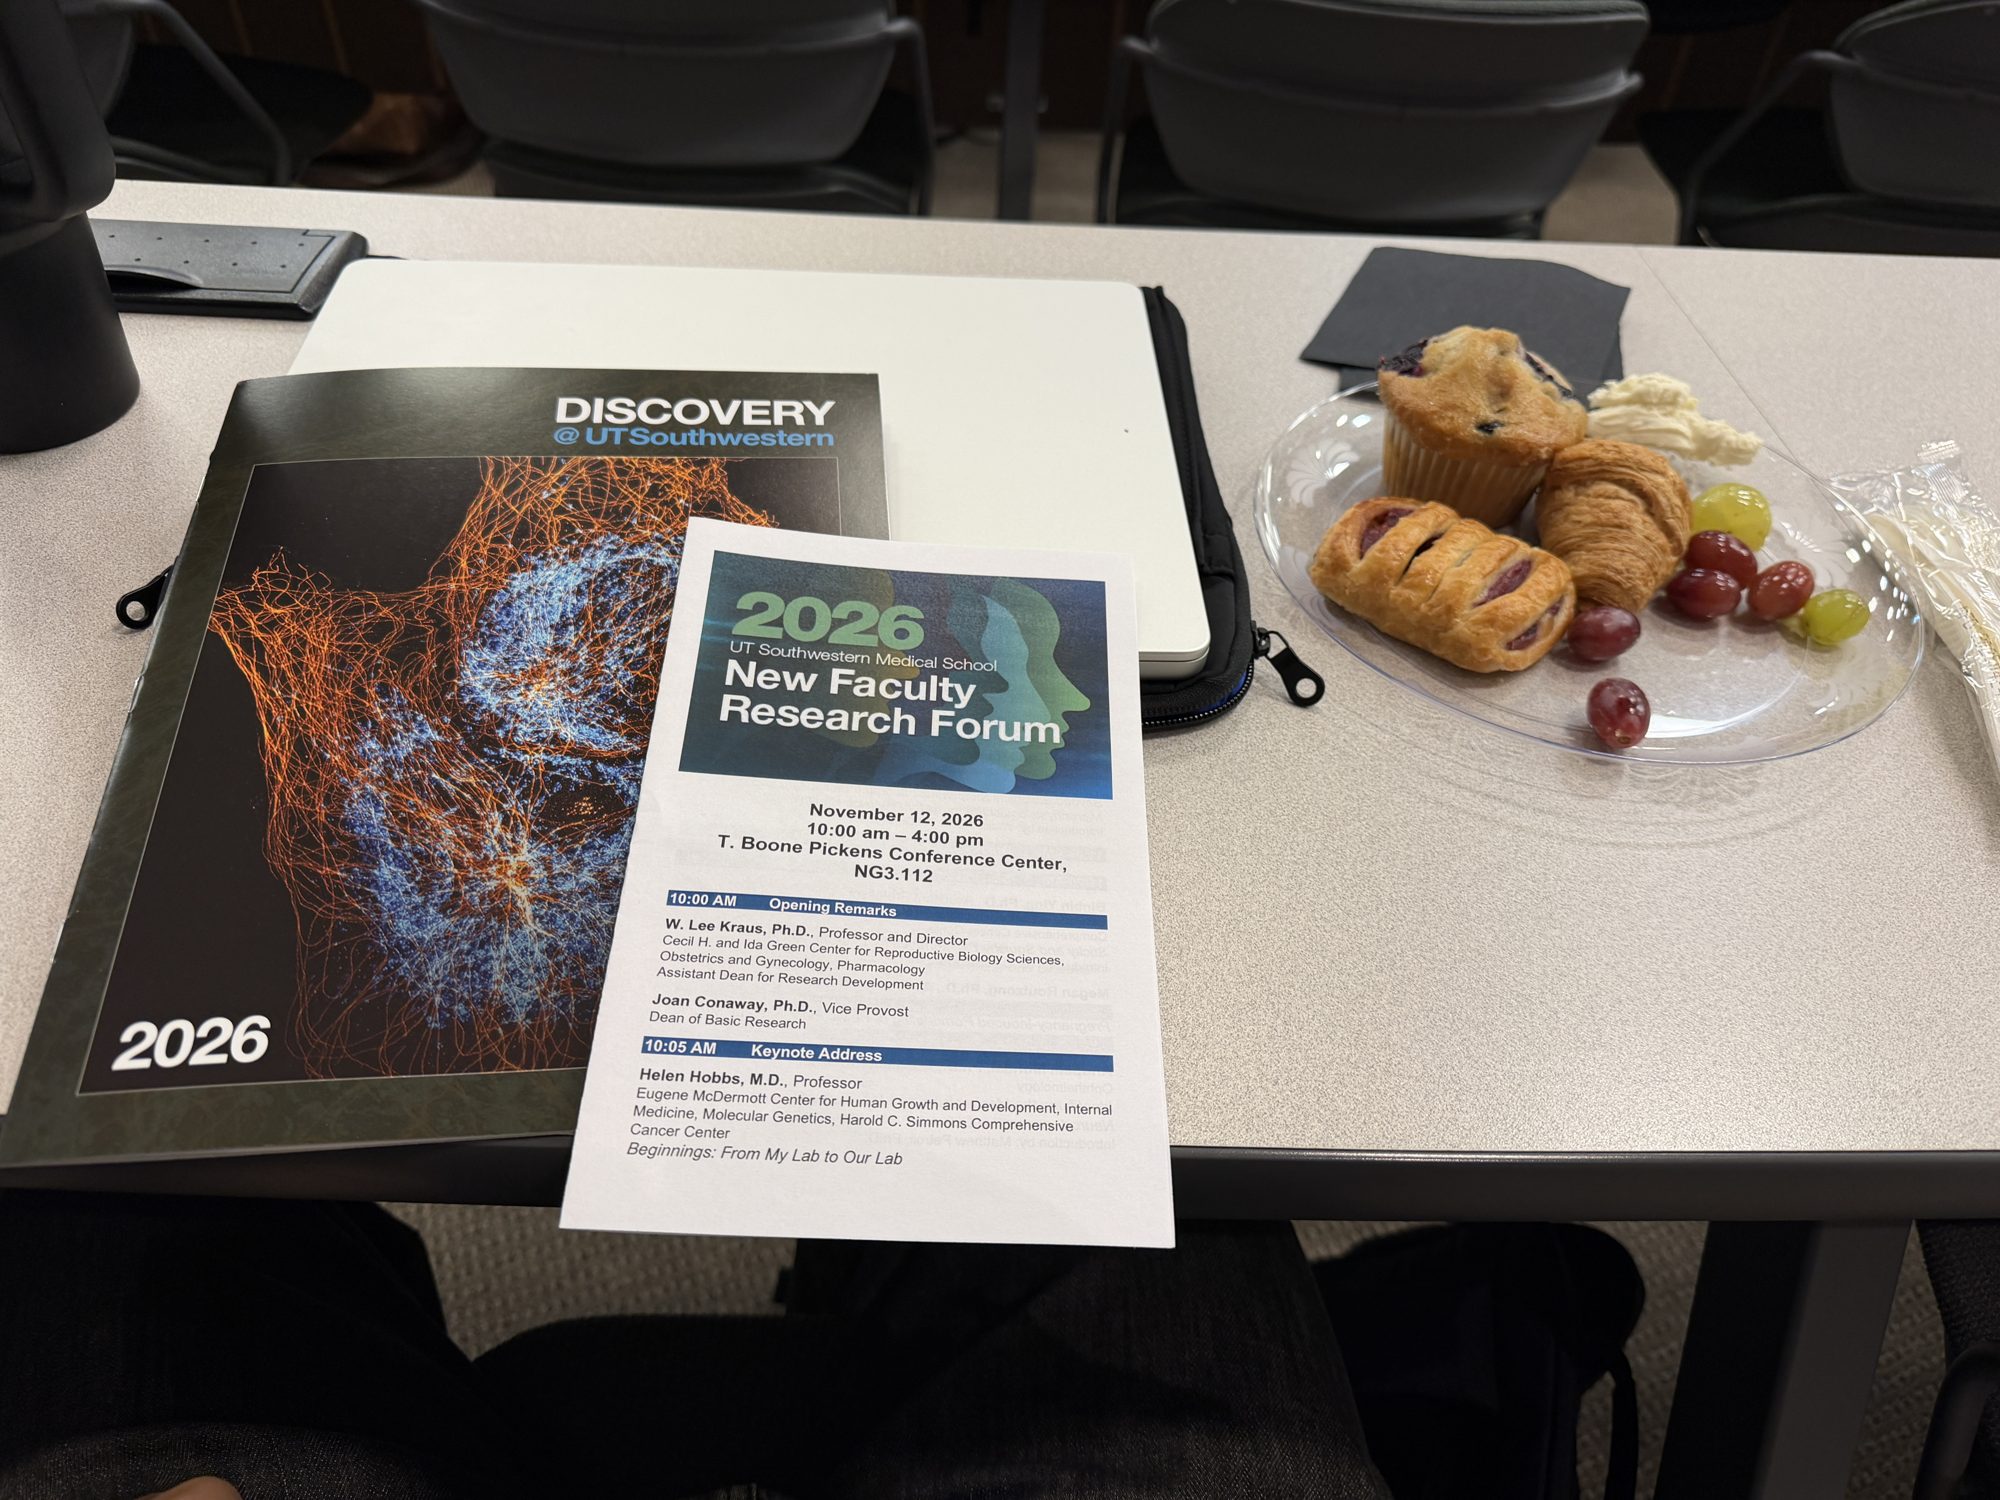 DISCOVERY
@ UTSouthwestern
2026
2026
UT Southwestern Medical School
New Faculty
Research Forum
November 12, 2026
10:00 am – 4:00 pm
T. Boone Pickens Conference Center,
NG3.112
10:00 AM Opening Remarks
W. Lee Kraus, Ph.D., Professor and Director
Cecil H. and Ida Green Center for Reproductive Biology Sciences,
Obstetrics and Gynecology, Pharmacology
Assistant Dean for Research Development
Joan Conaway, Ph.D., Vice Provost
Dean of Basic Research
10:05 AM Keynote Address
Helen Hobbs, M.D., Professor
Eugene McDermott Center for Human Growth and Development, Internal
Medicine, Molecular Genetics, Harold C. Simmons Comprehensive
Cancer Center
Beginnings: From My Lab to Our Lab